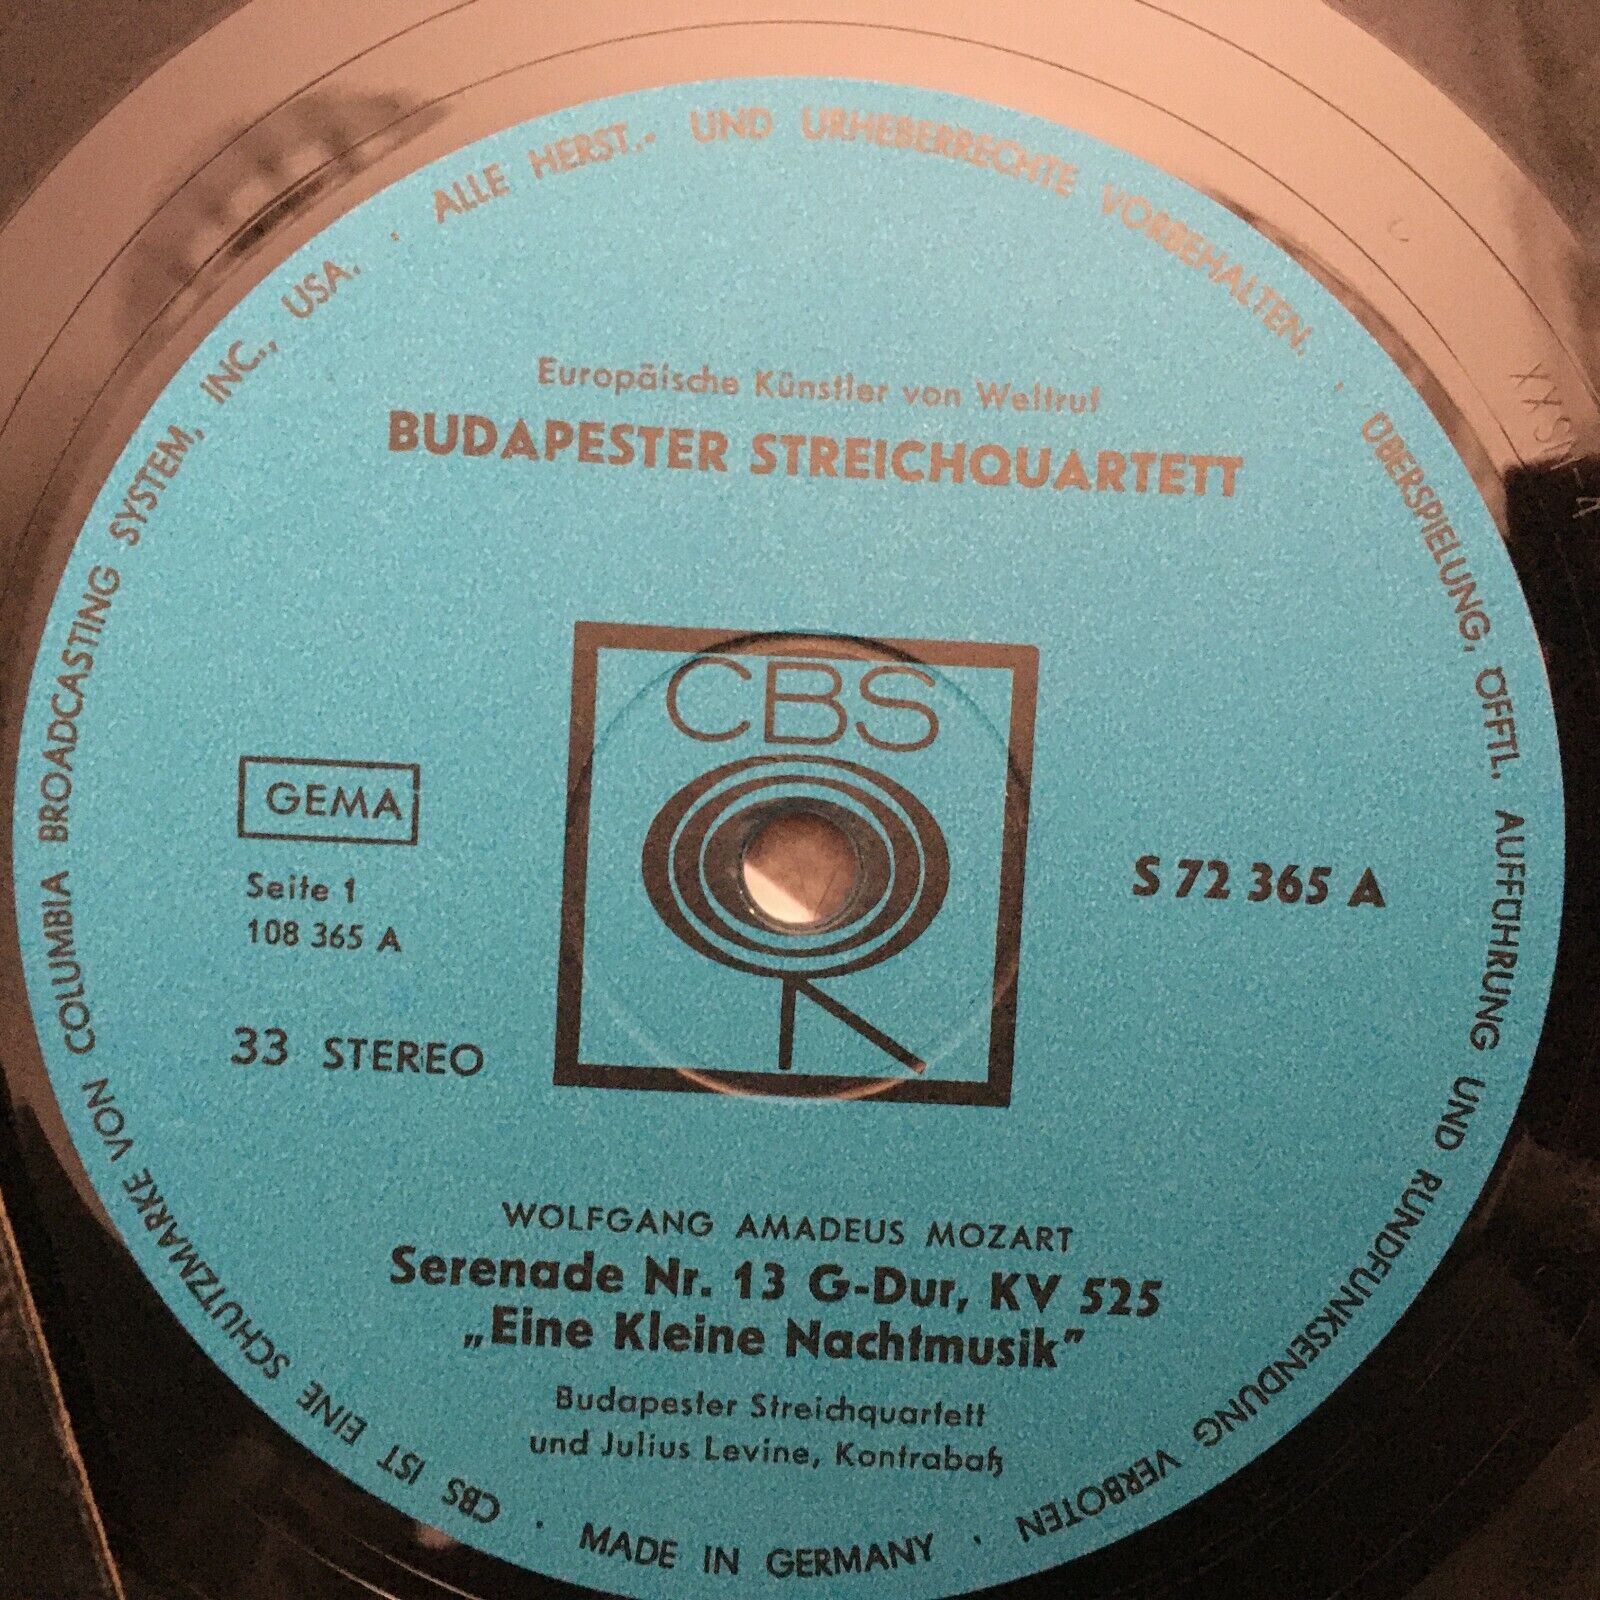 ALLE HERST.- UND URHEBERRECHTE VORBEHALTEN. · ÜBERSPIELUNG, ÖFFTL. AUFFÜHRUNG UND RUNDFUNKSENDUNG VERBOTEN · MADE IN GERMANY · CBS IST EINE SCHUTZMARKE VON COLUMBIA BROADCASTING SYSTEM, INC., USA. ·
Europäische Künstler von Weltruf
BUDAPESTER STREICHQUARTETT
CBS
GEMA
Seite 1
108 365 A
S 72 365 A
33 STEREO
WOLFGANG AMADEUS MOZART
Serenade Nr. 13 G-Dur, KV 525
„Eine Kleine Nachtmusik"
Budapester Streichquartett
und Julius Levine, Kontrabaß